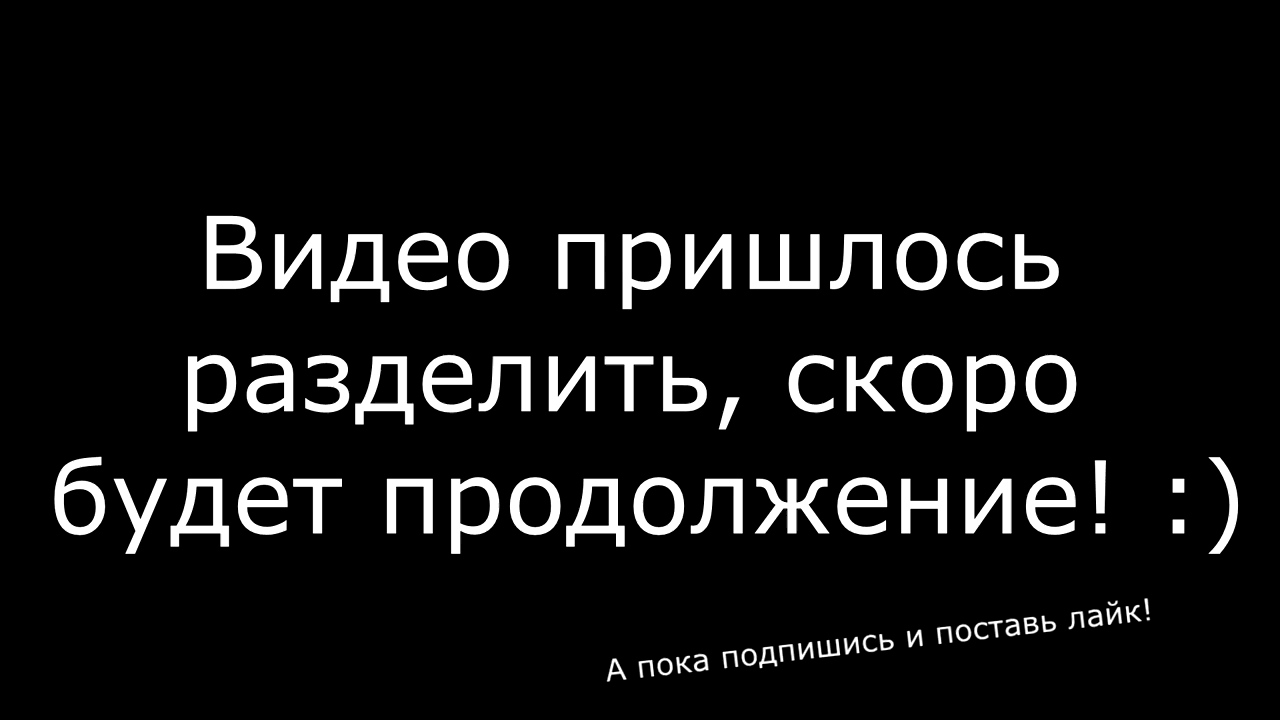 Видео пришлось
разделить, скоро
будет продолжение! :)
А пока подпишись и поставь лайк!